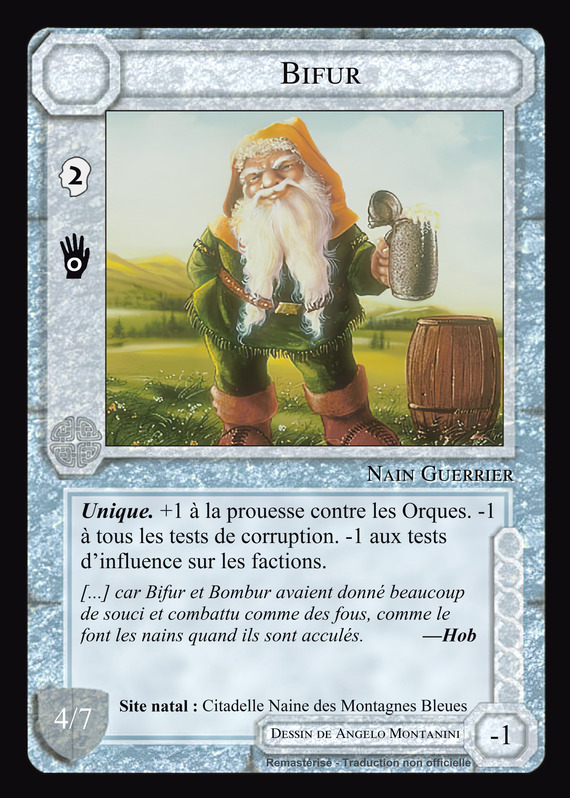 BIFUR
2
0
NAIN GUERRIER
Unique. +1 à la prouesse contre les Orques. -1
à tous les tests de corruption. -1 aux tests
d’influence sur les factions.
[...] car Bifur et Bombur avaient donné beaucoup
de souci et combattu comme des fous, comme le
font les nains quand ils sont acculés. —Hob
Site natal : Citadelle Naine des Montagnes Bleues
4/7
DESSIN DE ANGELO MONTANINI
-1
Remastérisé - Traduction non officielle